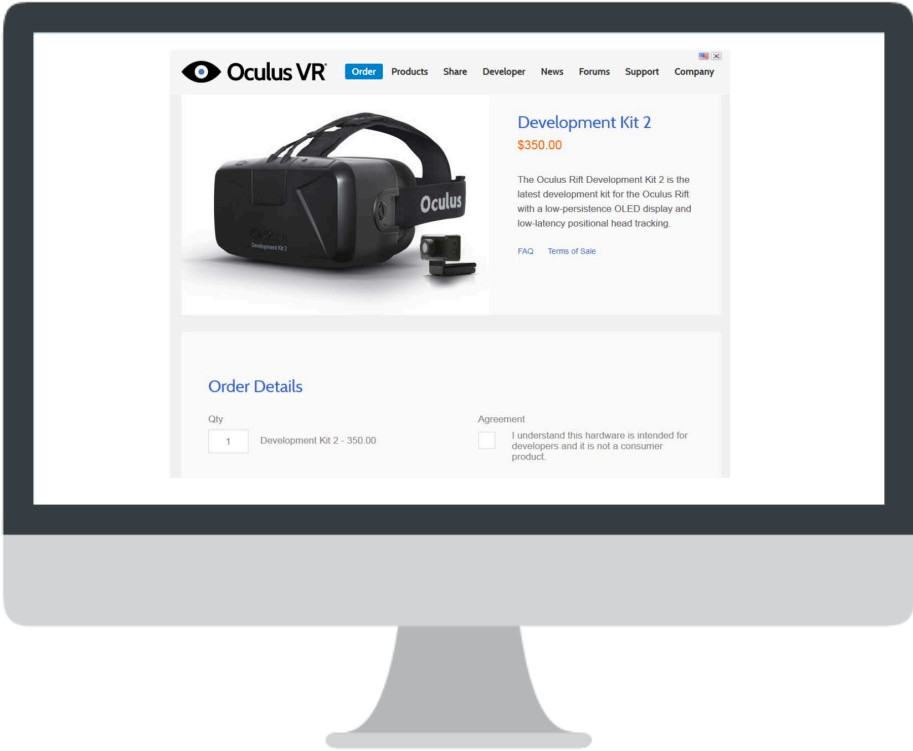 Oculus VR
Order Products Share Developer News Forums Support Company
Development Kit 2
$350.00
The Oculus Rift Development Kit 2 is the
latest development kit for the Oculus Rift
with a low-persistence OLED display and
low-latency positional head tracking.
FAQ Terms of Sale
Oculus
Development Kit 2
Order Details
Qty
1 Development Kit 2 - 350.00
Agreement
I understand this hardware is intended for
developers and it is not a consumer
product.